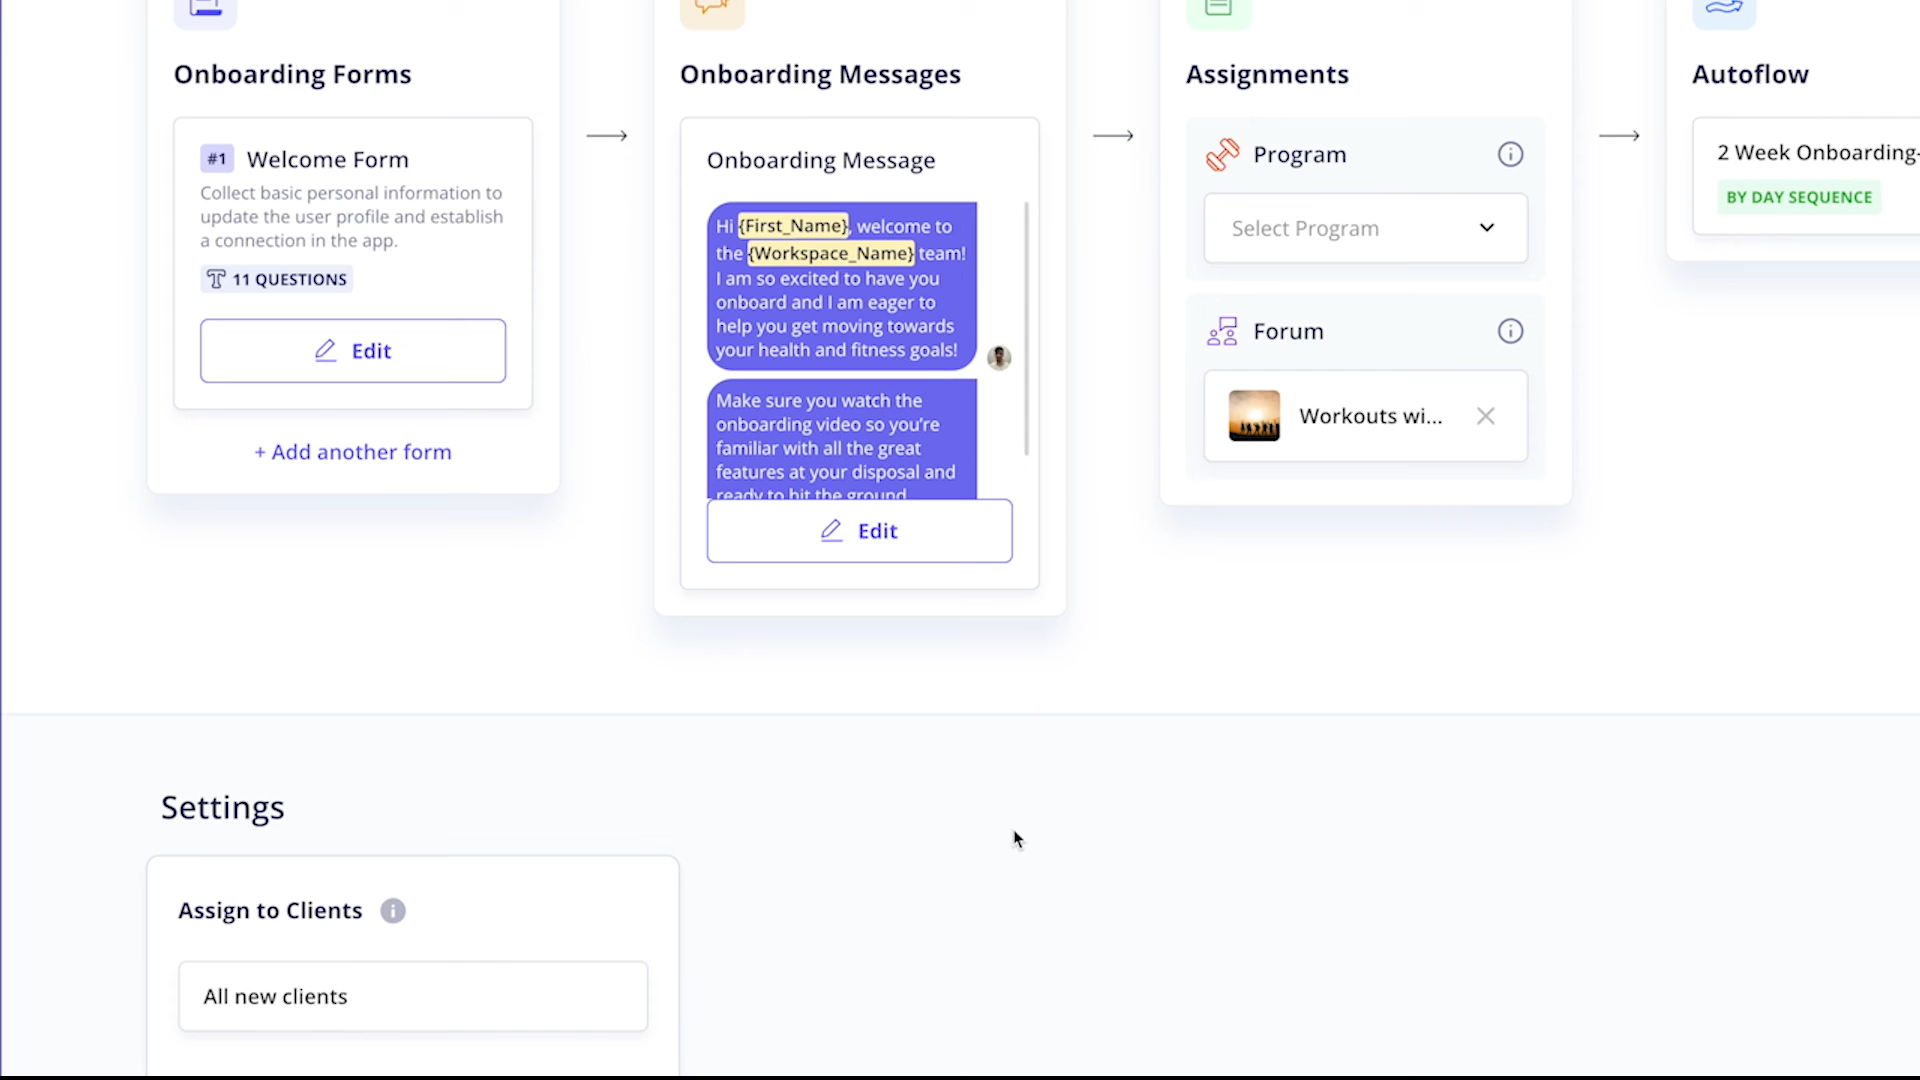 Onboarding Forms
#1 Welcome Form
Collect basic personal information to
update the user profile and establish
a connection in the app.
11 QUESTIONS
Edit
+ Add another form
Onboarding Messages
Onboarding Message
Hi {First_Name}, welcome to
the {Workspace_Name} team!
I am so excited to have you
onboard and I am eager to
help you get moving towards
your health and fitness goals!
Make sure you watch the
onboarding video so you’re
familiar with all the great
features at your disposal and
ready to hit the ground
Edit
Assignments
Program
Select Program
Forum
Workouts wi...
Autoflow
2 Week Onboarding-
BY DAY SEQUENCE
Settings
Assign to Clients
All new clients